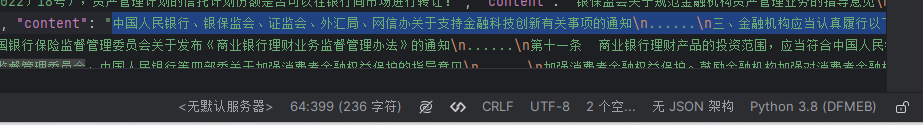 2022）18号），资产管理计划的信托计划份额是否可以在银行间市场进行转让？", "content": "银保监会关于规范金融机构资产管理业务的指导意见\n
, "content": "中国人民银行、银保监会、证监会、外汇局、网信办关于支持金融科技创新有关事项的通知\n......\n三、金融机构应当认真履行以下
国银行保险监督管理委员会关于发布《商业银行理财业务监督管理办法》的通知\n......\n第十一条　商业银行理财产品的投资范围，应当符合中国人民
监督管理委员会、中国人民银行等四部委关于加强消费者金融权益保护的指导意见\n......\n加强消费者金融权益保护。鼓励金融机构加强对消费者金融
<无默认服务器> 64:399 (236 字符) CRLF UTF-8 2 个空... 无 JSON 架构 Python 3.8 (DFMEB)